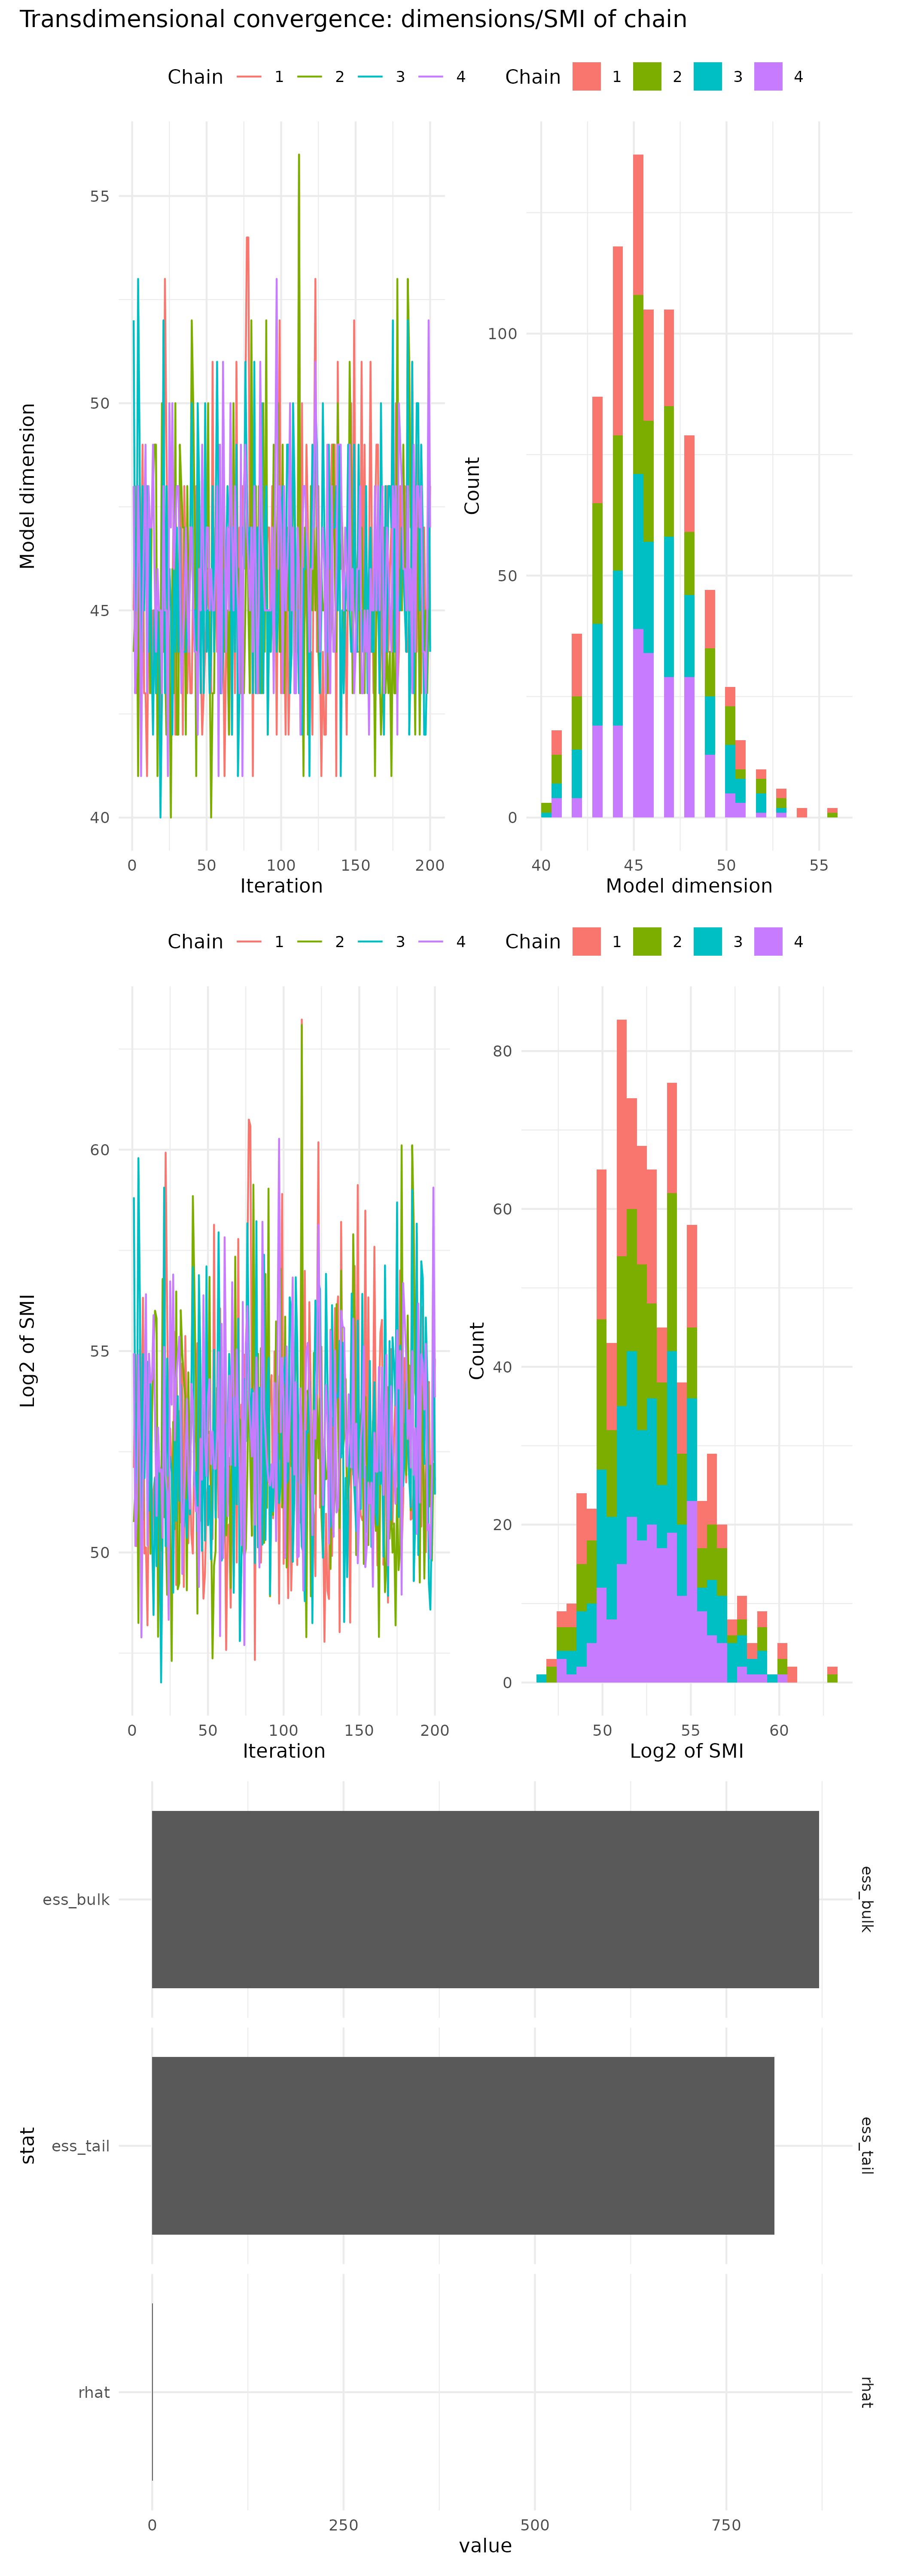 Transdimensional convergence: dimensions/SMI of chain
Chain 1 2 3 4
Chain 1 2 3 4
55
50
45
40
Model dimension
0 50 100 150 200
Iteration
100
50
0
Count
40 45 50 55
Model dimension
Chain 1 2 3 4
Chain 1 2 3 4
60
55
50
Log2 of SMI
0 50 100 150 200
Iteration
80
60
40
20
0
Count
50 55 60
Log2 of SMI
ess_bulk
ess_bulk
stat
ess_tail
ess_tail
rhat
rhat
0 250 500 750
value